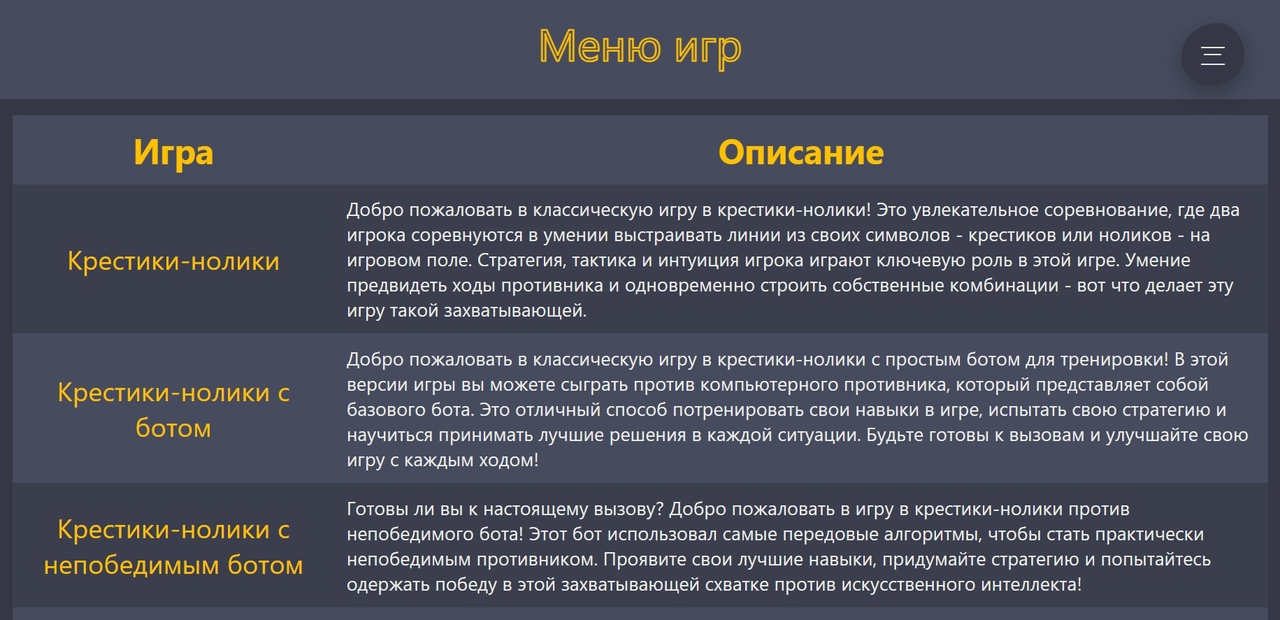 Меню игр
Игра
Описание
Крестики-нолики
Добро пожаловать в классическую игру в крестики-нолики! Это увлекательное соревнование, где два
игрока соревнуются в умении выстраивать линии из своих символов - крестиков или ноликов - на
игровом поле. Стратегия, тактика и интуиция игрока играют ключевую роль в этой игре. Умение
предвидеть ходы противника и одновременно строить собственные комбинации - вот что делает эту
игру такой захватывающей.
Крестики-нолики с
ботом
Добро пожаловать в классическую игру в крестики-нолики с простым ботом для тренировки! В этой
версии игры вы можете сыграть против компьютерного противника, который представляет собой
базового бота. Это отличный способ потренировать свои навыки в игре, испытать свою стратегию и
научиться принимать лучшие решения в каждой ситуации. Будьте готовы к вызовам и улучшайте свою
игру с каждым ходом!
Крестики-нолики с
непобедимым ботом
Готовы ли вы к настоящему вызову? Добро пожаловать в игру в крестики-нолики против
непобедимого бота! Этот бот использовал самые передовые алгоритмы, чтобы стать практически
непобедимым противником. Проявите свои лучшие навыки, придумайте стратегию и попытайтесь
одержать победу в этой захватывающей схватке против искусственного интеллекта!